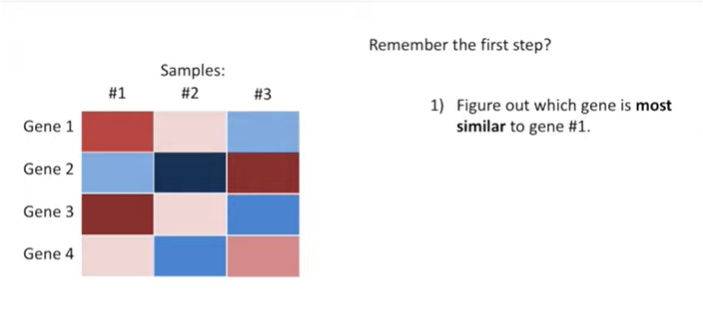 Remember the first step?
Samples:
#1 #2 #3
1) Figure out which gene is most
similar to gene #1.
Gene 1
Gene 2
Gene 3
Gene 4